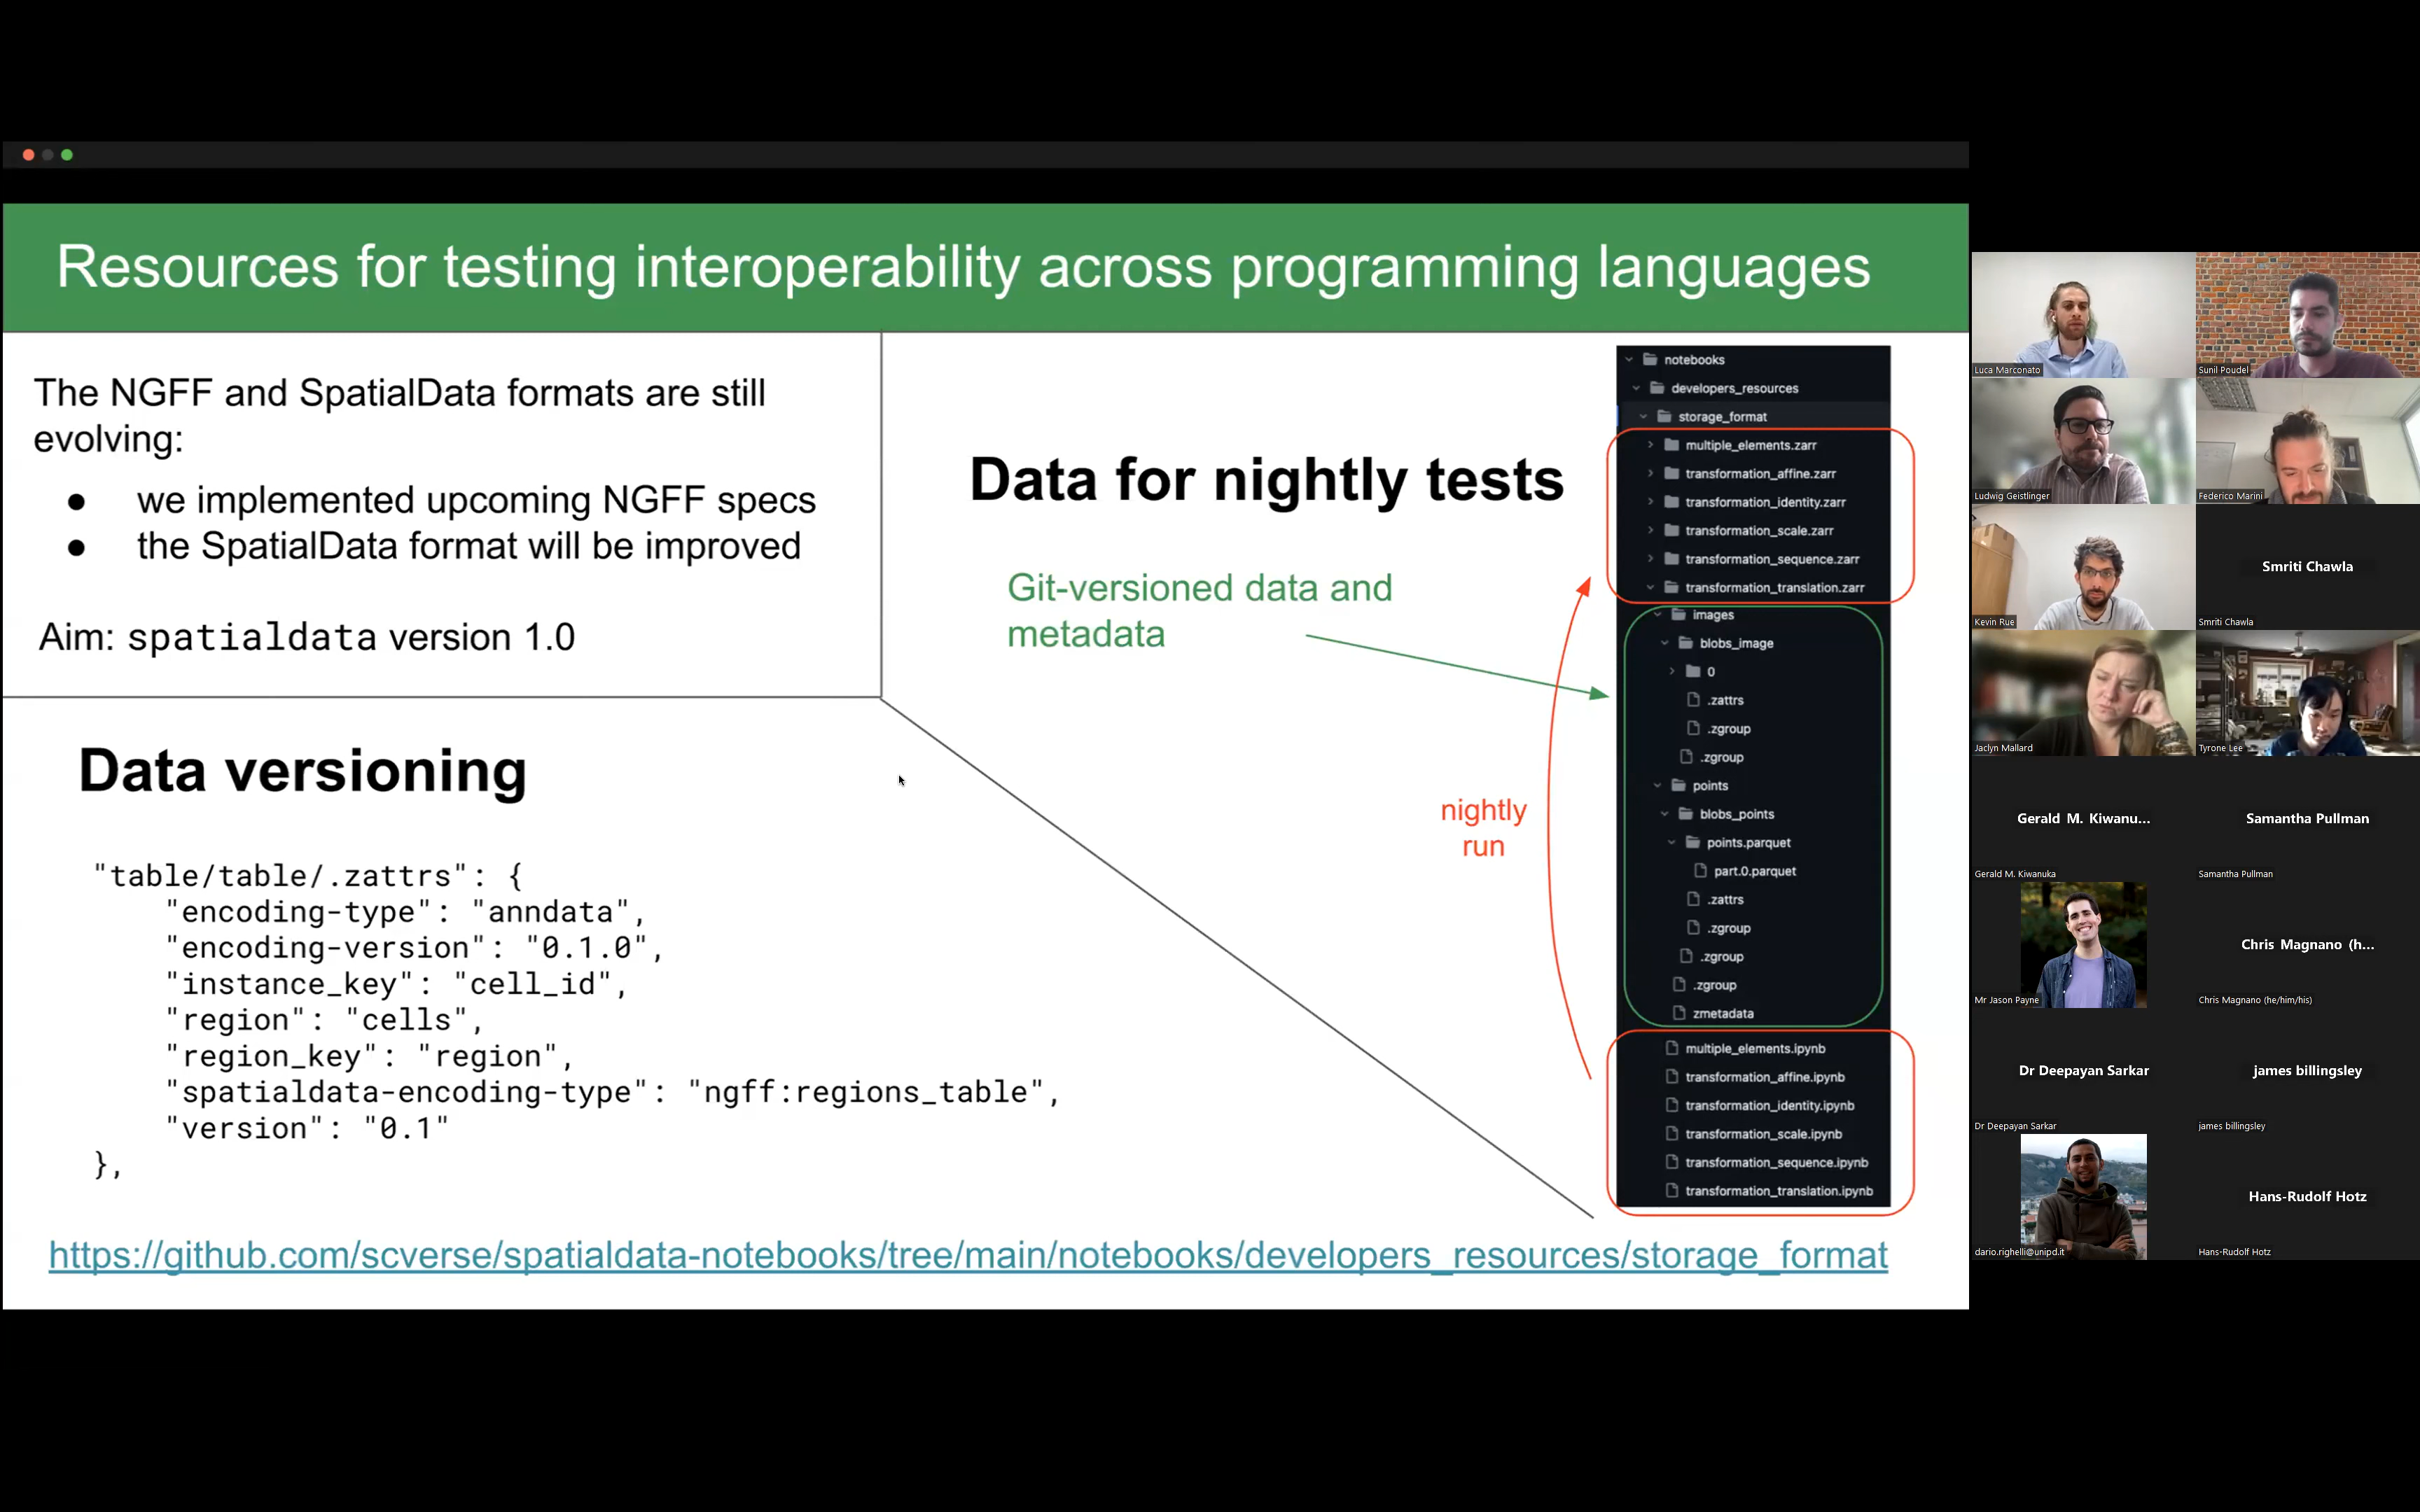 Resources for testing interoperability across programming languages
The NGFF and SpatialData formats are still
evolving:
● we implemented upcoming NGFF specs
● the SpatialData format will be improved
Aim: spatialdata version 1.0
Data versioning
"table/table/.zattrs": {
"encoding-type": "anndata",
"encoding-version": "0.1.0",
"instance_key": "cell_id",
"region": "cells",
"region_key": "region",
"spatialdata-encoding-type": "ngff:regions_table",
"version": "0.1"
},
Data for nightly tests
Git-versioned data and
metadata
nightly
run
notebooks
developers_resources
storage_format
multiple_elements.zarr
transformation_affine.zarr
transformation_identity.zarr
transformation_scale.zarr
transformation_sequence.zarr
transformation_translation.zarr
images
blobs_image
0
.zattrs
.zgroup
.zgroup
points
blobs_points
points.parquet
part.0.parquet
.zattrs
.zgroup
.zgroup
.zgroup
zmetadata
multiple_elements.ipynb
transformation_affine.ipynb
transformation_identity.ipynb
transformation_scale.ipynb
transformation_sequence.ipynb
transformation_translation.ipynb
https://github.com/scverse/spatialdata-notebooks/tree/main/notebooks/developers_resources/storage_format
Luca Marconato
Sunil Poudel
Ludwig Geistlinger
Federico Marini
Kevin Rue
Smriti Chawla
Smriti Chawla
Jaclyn Mallard
Tyrone Lee
Gerald M. Kiwanu...
Gerald M. Kiwanuka
Samantha Pullman
Samantha Pullman
Mr Jason Payne
Chris Magnano (h...
Chris Magnano (he/him/his)
Dr Deepayan Sarkar
Dr Deepayan Sarkar
james billingsley
james billingsley
dario.righelli@unipd.it
Hans-Rudolf Hotz
Hans-Rudolf Hotz